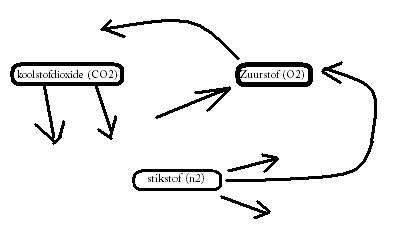 koolstofdioxide (CO2)
Zuurstof (O2)
stikstof (n2)